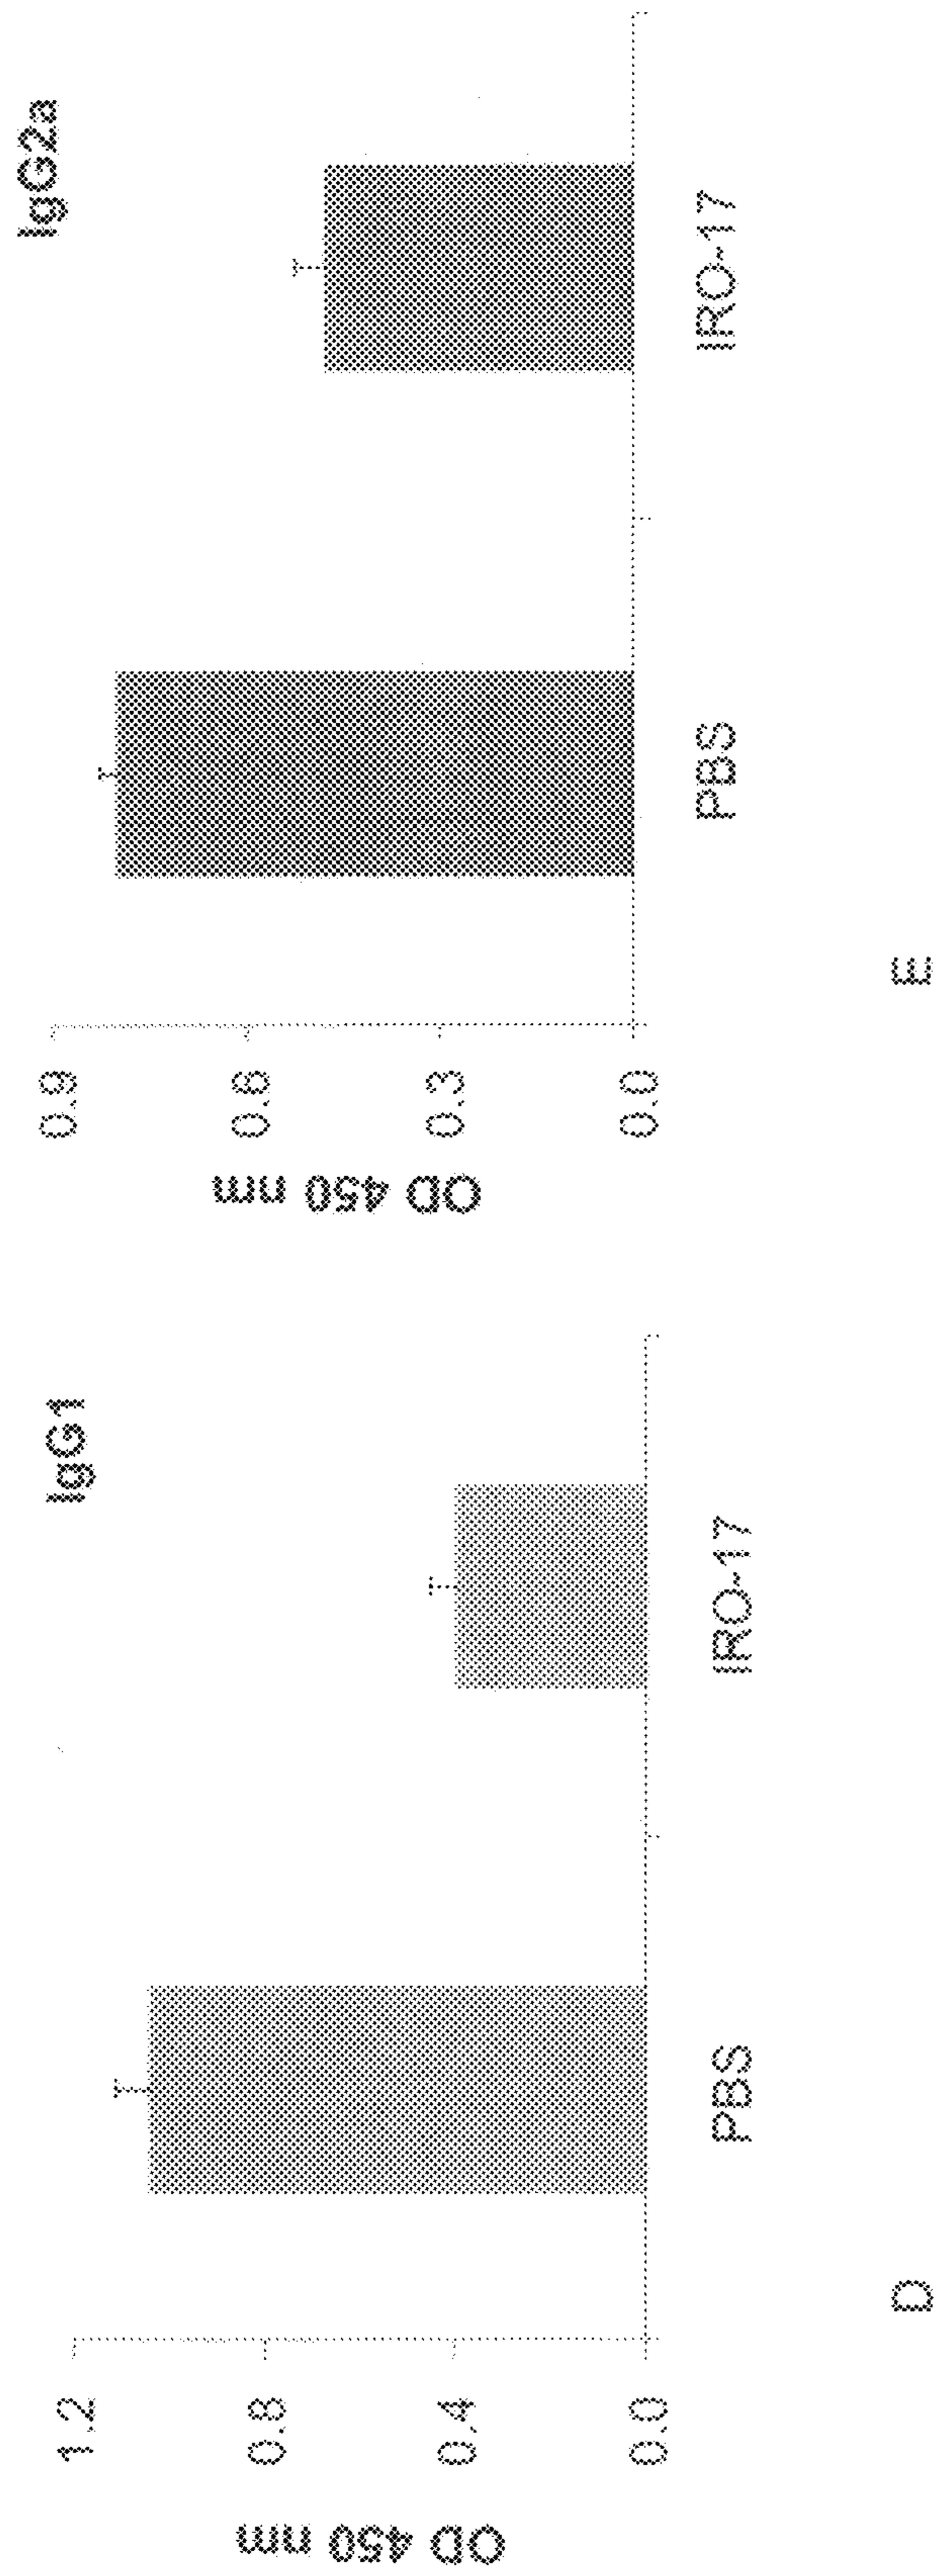 IgG1
OD 450 nm
1.2
0.8
0.4
0.0
PBS
IRO-17
D
IgG2a
OD 450 nm
0.9
0.6
0.3
0.0
PBS
IRO-17
E